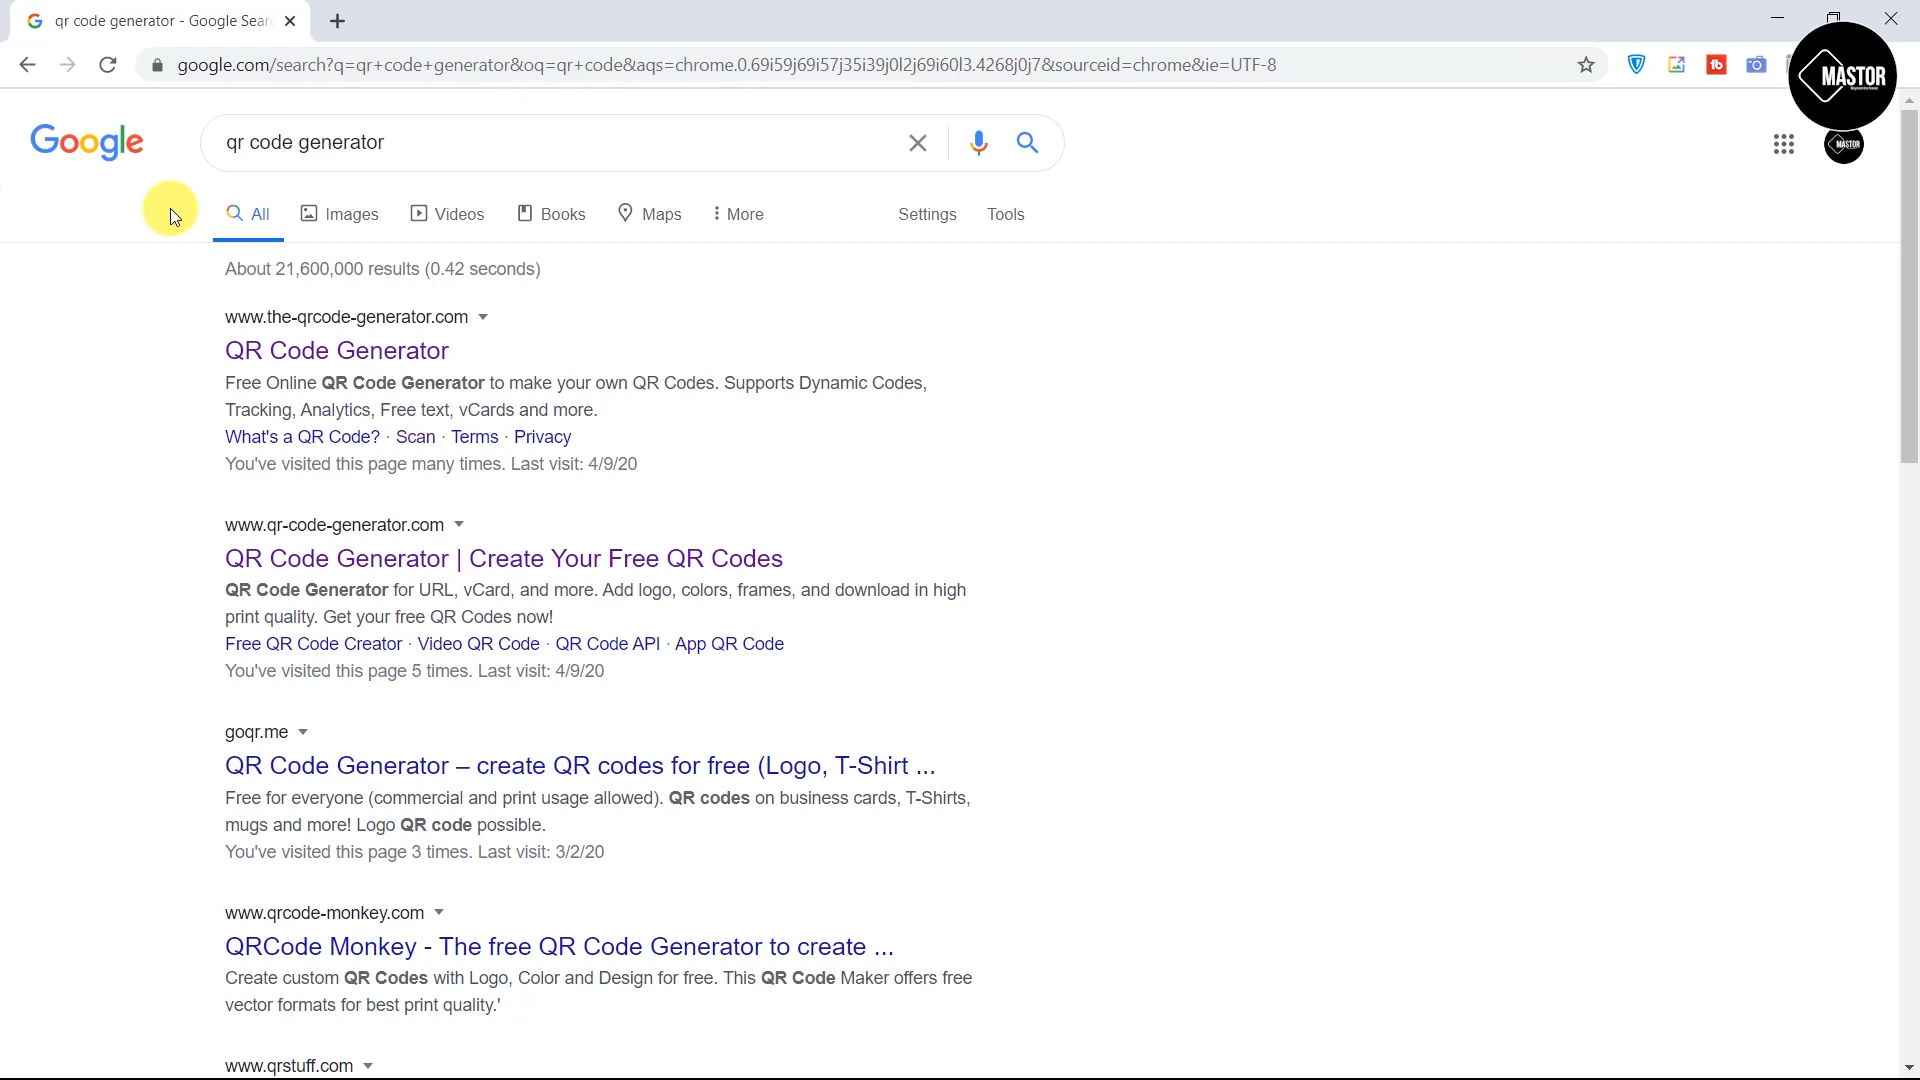 qr code generator - Google Sear
google.com/search?q=qr+code+generator&oq=qr+code&aqs=chrome.0.69i59j69i57j35i39j0l2j69i60l3.4268j0j7&sourceid=chrome&ie=UTF-8
MASTOR
Google
qr code generator
MASTOR
All
Images
Videos
Books
Maps
More
Settings
Tools
About 21,600,000 results (0.42 seconds)
www.the-qrcode-generator.com
QR Code Generator
Free Online QR Code Generator to make your own QR Codes. Supports Dynamic Codes,
Tracking, Analytics, Free text, vCards and more.
What's a QR Code? · Scan · Terms · Privacy
You've visited this page many times. Last visit: 4/9/20
www.qr-code-generator.com
QR Code Generator | Create Your Free QR Codes
QR Code Generator for URL, vCard, and more. Add logo, colors, frames, and download in high
print quality. Get your free QR Codes now!
Free QR Code Creator · Video QR Code · QR Code API · App QR Code
You've visited this page 5 times. Last visit: 4/9/20
goqr.me
QR Code Generator – create QR codes for free (Logo, T-Shirt ...
Free for everyone (commercial and print usage allowed). QR codes on business cards, T-Shirts,
mugs and more! Logo QR code possible.
You've visited this page 3 times. Last visit: 3/2/20
www.qrcode-monkey.com
QRCode Monkey - The free QR Code Generator to create ...
Create custom QR Codes with Logo, Color and Design for free. This QR Code Maker offers free
vector formats for best print quality.'
www.qrstuff.com